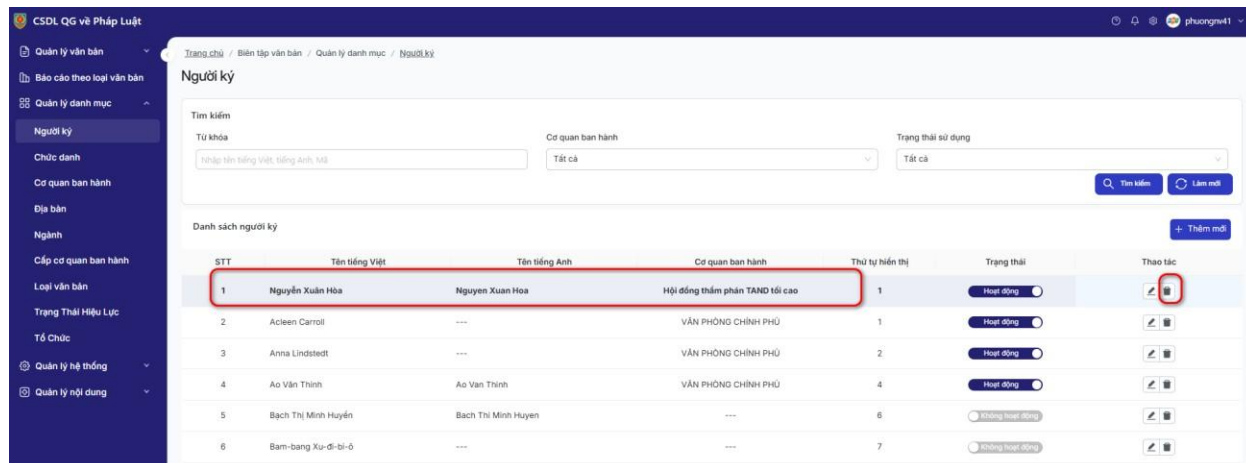 CSDL QG về Pháp Luật
phuongnv41
Quản lý văn bản
Báo cáo theo loại văn bản
Quản lý danh mục
Người ký
Chức danh
Cơ quan ban hành
Địa bàn
Ngành
Cấp cơ quan ban hành
Loại văn bản
Trạng Thái Hiệu Lực
Tổ Chức
Quản lý hệ thống
Quản lý nội dung
Trang chủ / Biên tập văn bản / Quản lý danh mục / Người ký
Người ký
Tìm kiếm
Từ khóa Cơ quan ban hành Trạng thái sử dụng
Nhập tên tiếng Việt, tiếng Anh, Mã Tất cả Tất cả
Tìm kiếm Làm mới
Danh sách người ký + Thêm mới
STT Tên tiếng Việt Tên tiếng Anh Cơ quan ban hành Thứ tự hiển thị Trạng thái Thao tác
1 Nguyễn Xuân Hòa Nguyen Xuan Hoa Hội đồng thẩm phán TAND tối cao 1 Hoạt động
2 Acleen Carroll --- VĂN PHÒNG CHÍNH PHỦ 1 Hoạt động
3 Anna Lindstedt --- VĂN PHÒNG CHÍNH PHỦ 2 Hoạt động
4 Ao Văn Thinh Ao Van Thinh VĂN PHÒNG CHÍNH PHỦ 4 Hoạt động
5 Bạch Thị Minh Huyền Bach Thi Minh Huyen --- 6 Không hoạt động
6 Bam-bang Xu-đi-bi-ô --- --- 7 Không hoạt động